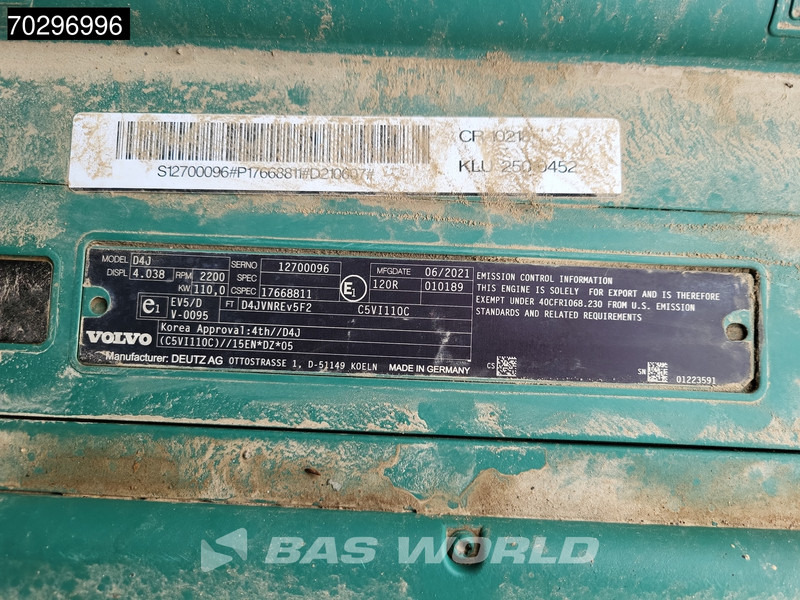 70296996
S12700096#P17668811#D210607#
KLU
MODEL D4J SERNO 12700096 MFGDATE 06/2021
DISPL 4.038 RPM 2200 SPEC E1 120R 010189
KW 110,0 CSPEC 17668811
e1 EV5/D V-0095 FT D4JVNREv5F2 C5VI110C
Korea Approval:4th//D4J
(C5VI110C)//15EN*DZ*05
VOLVO
Manufacturer: DEUTZ AG OTTOSTRASSE 1, D-51149 KOELN MADE IN GERMANY
EMISSION CONTROL INFORMATION
THIS ENGINE IS SOLELY FOR EXPORT AND IS THEREFORE
EXEMPT UNDER 40CFR1068.230 FROM U.S. EMISSION
STANDARDS AND RELATED REQUIREMENTS
CS SN 01223591
BAS WORLD